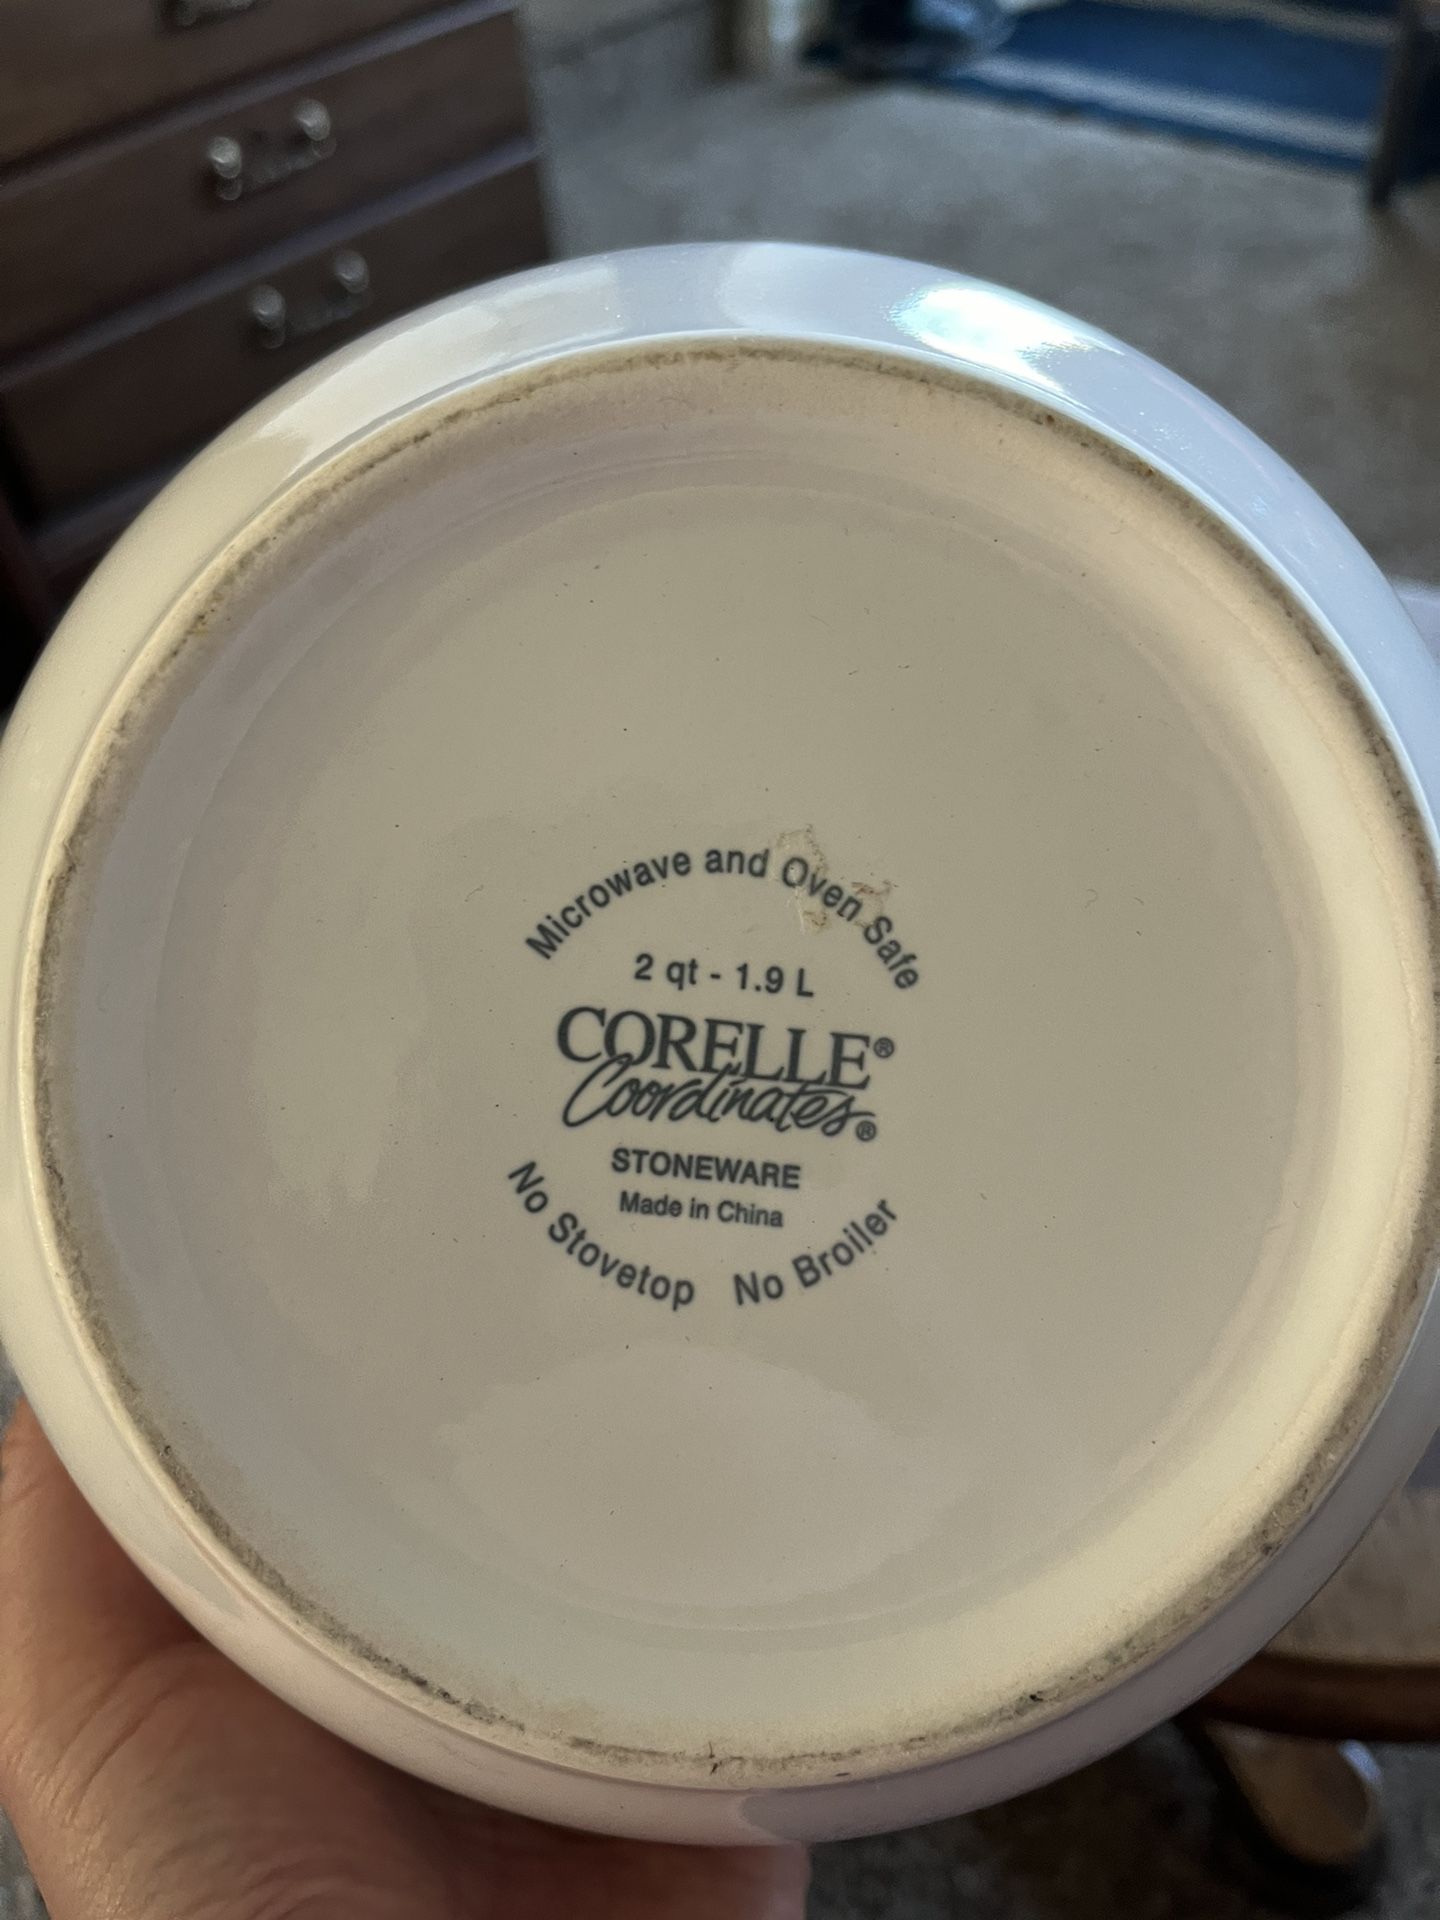 Microwave and Oven Safe
2 qt - 1.9 L
CORELLE®
Coordinates®
STONEWARE
Made in China
No Stovetop No Broiler